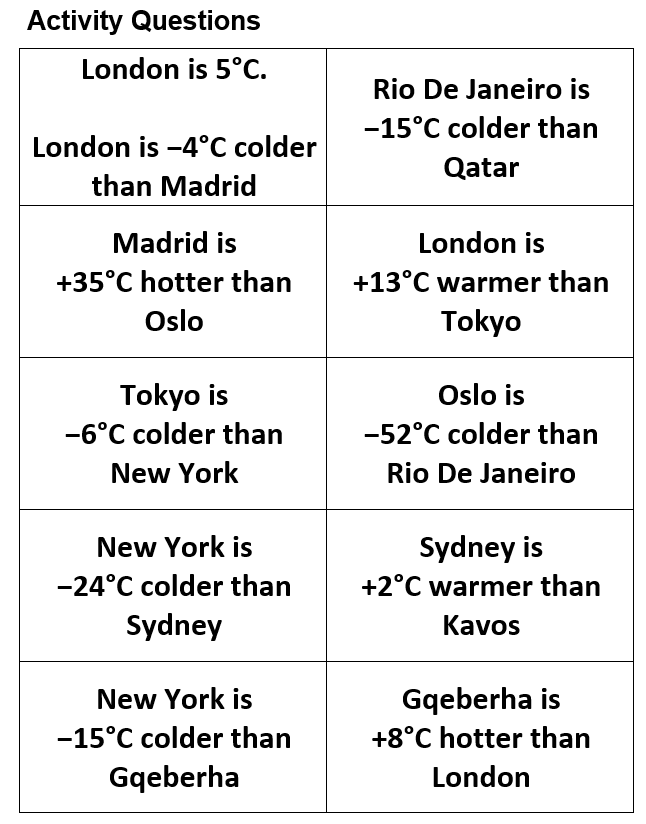 Activity Questions
London is 5°C.
London is −4°C colder
than Madrid
Rio De Janeiro is
−15°C colder than
Qatar
Madrid is
+35°C hotter than
Oslo
London is
+13°C warmer than
Tokyo
Tokyo is
−6°C colder than
New York
Oslo is
−52°C colder than
Rio De Janeiro
New York is
−24°C colder than
Sydney
Sydney is
+2°C warmer than
Kavos
New York is
−15°C colder than
Gqeberha
Gqeberha is
+8°C hotter than
London